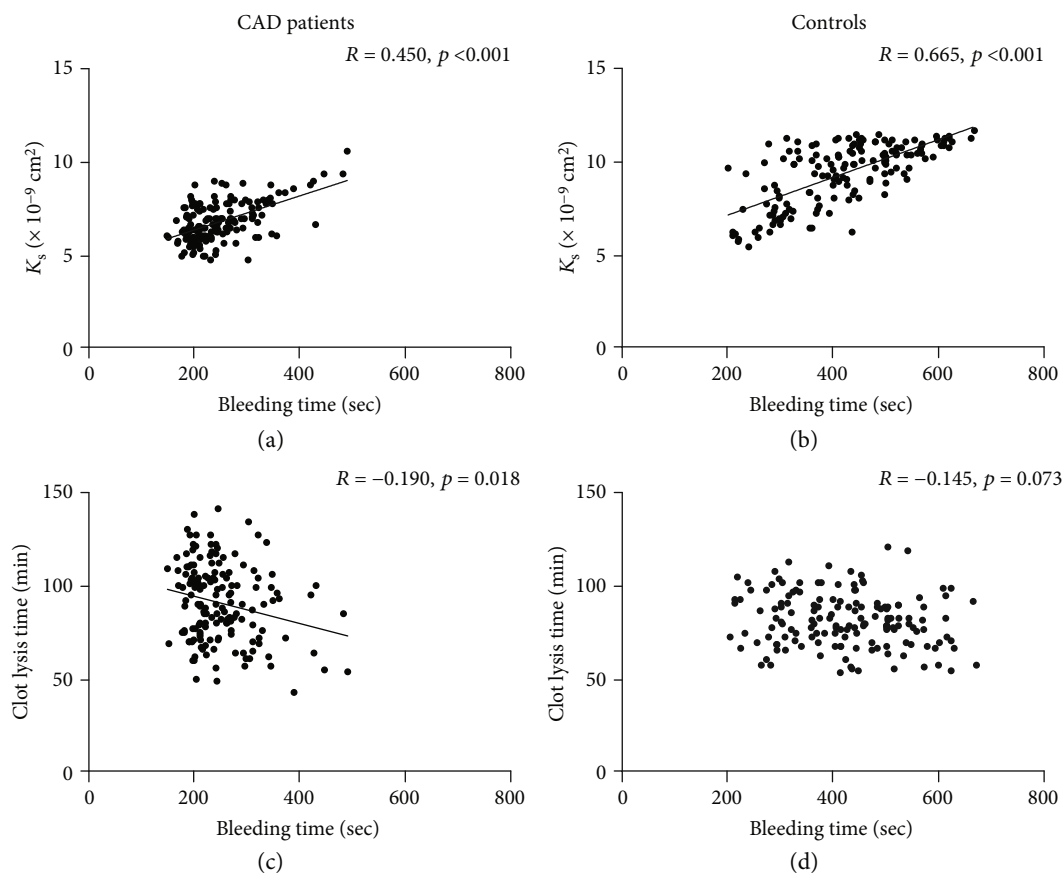 CAD patients
R = 0.450, p <0.001
15
10
5
0
Ks (× 10−9 cm2)
0 200 400 600 800
Bleeding time (sec)
(a)
Controls
R = 0.665, p <0.001
15
10
5
0
Ks (× 10−9 cm2)
0 200 400 600 800
Bleeding time (sec)
(b)
R = −0.190, p = 0.018
150
100
50
0
Clot lysis time (min)
0 200 400 600 800
Bleeding time (sec)
(c)
R = −0.145, p = 0.073
150
100
50
0
Clot lysis time (min)
0 200 400 600 800
Bleeding time (sec)
(d)